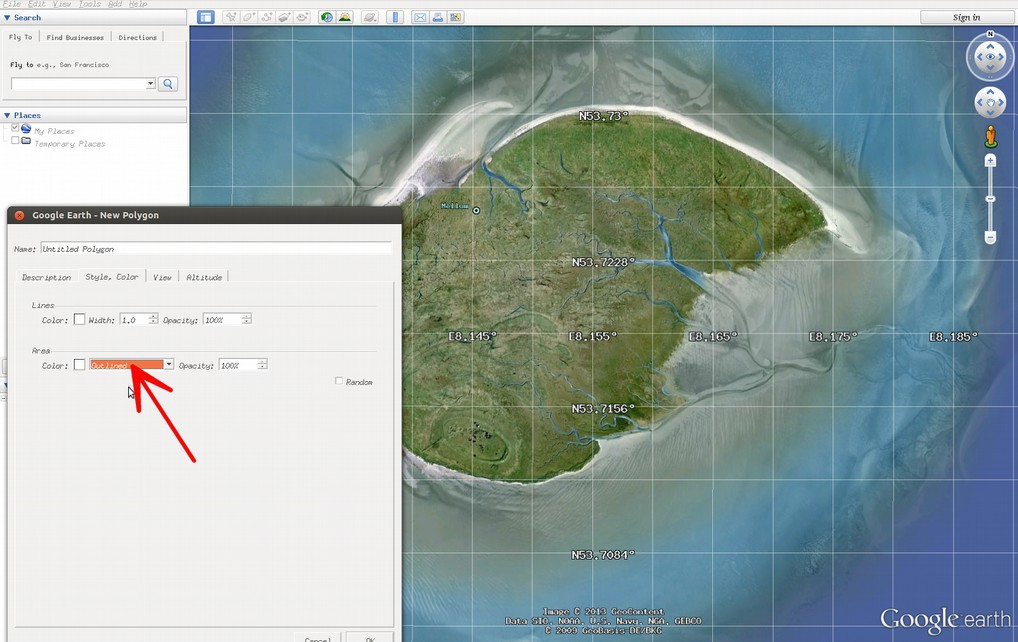 File Edit View Tools Add Help
Search
Sign in
Fly To Find Businesses Directions
Fly to e.g., San Francisco
Places
My Places
Temporary Places
Google Earth - New Polygon
Name: Untitled Polygon
Description Style, Color View Altitude
Lines
Color: Width: 1.0 Opacity: 100%
Area
Color: Outlined Opacity: 100%
Random
Cancel OK
N
N53.73°
N53.7228°
E8.145° E8.155° E8.165° E8.175° E8.185°
N53.7156°
N53.7084°
Image © 2013 GeoContent
Data SIO, NOAA, U.S. Navy, NGA, GEBCO
© 2009 GeoBasis-DE/BKG
Google earth